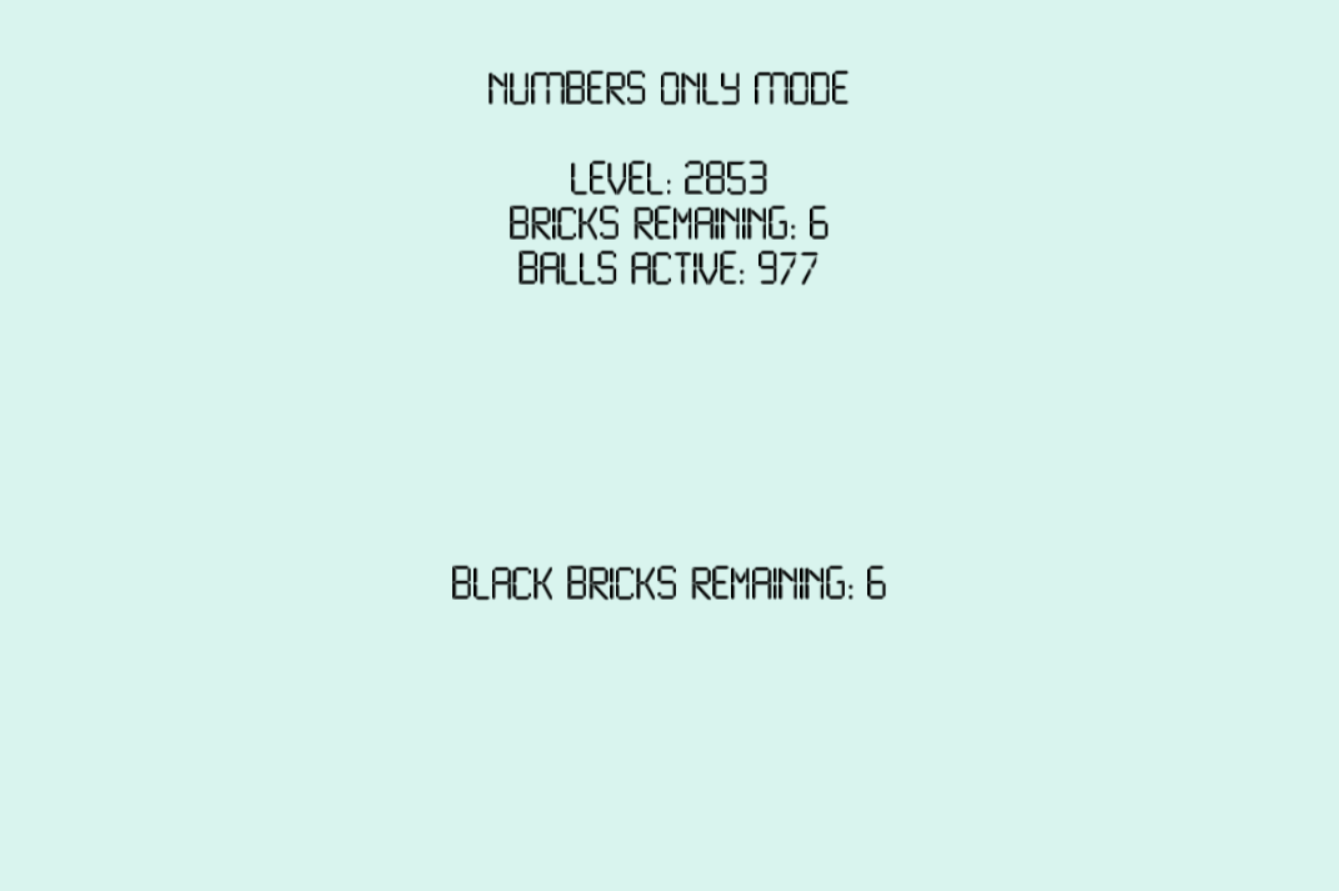 NUMBERS ONLY MODE
LEVEL: 2853
BRICKS REMAINING: 6
BALLS ACTIVE: 977
BLACK BRICKS REMAINING: 6